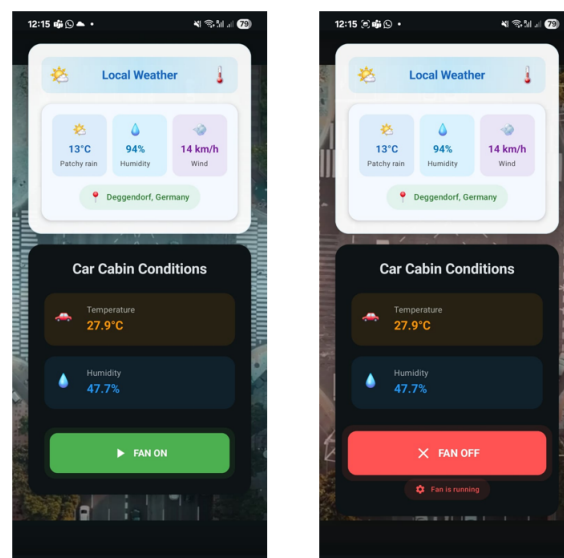 12:15
79
Local Weather
13°C
Patchy rain
94%
Humidity
14 km/h
Wind
Deggendorf, Germany
Car Cabin Conditions
Temperature
27.9°C
Humidity
47.7%
FAN ON
12:15
79
Local Weather
13°C
Patchy rain
94%
Humidity
14 km/h
Wind
Deggendorf, Germany
Car Cabin Conditions
Temperature
27.9°C
Humidity
47.7%
FAN OFF
Fan is running